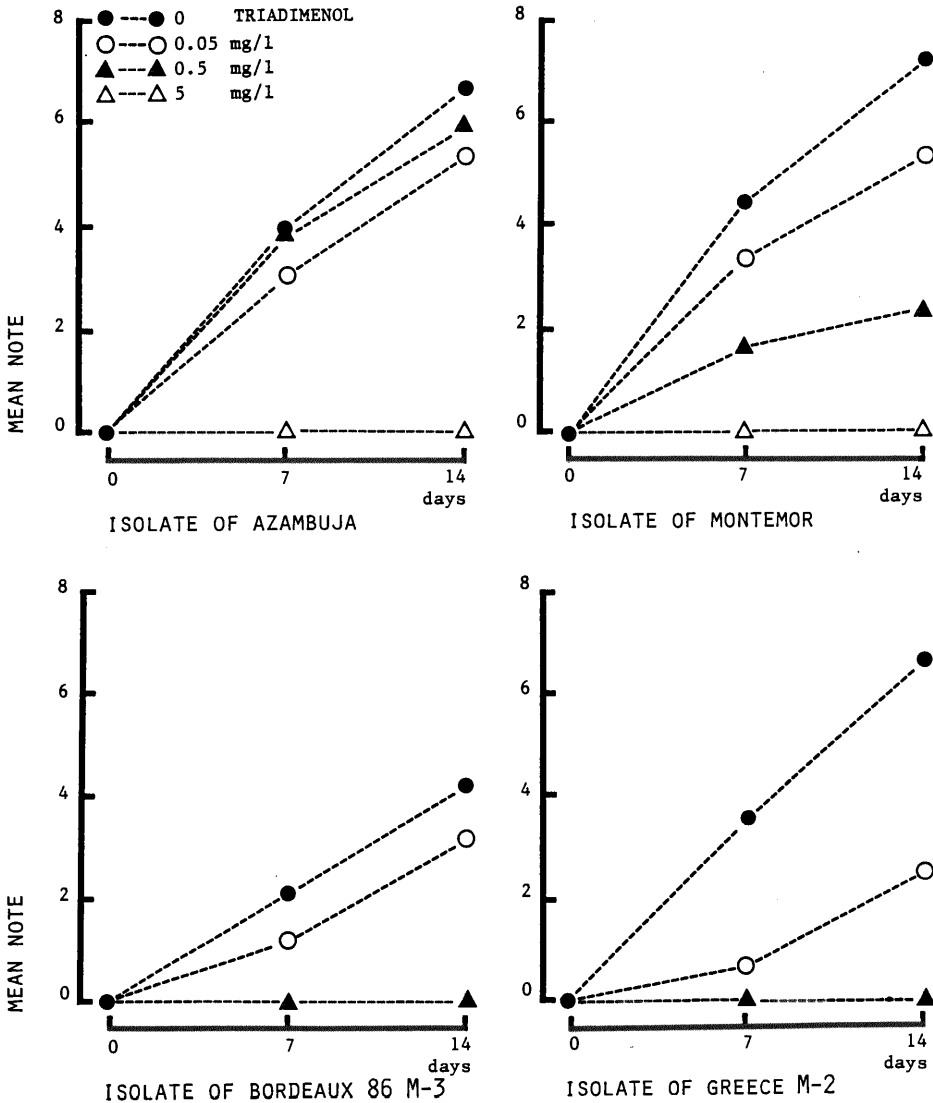 TRIADIMENOL
0
0.05 mg/l
0.5 mg/l
5 mg/l
8
6
4
2
0
MEAN NOTE
0 7 14
days
ISOLATE OF AZAMBUJA
8
6
4
2
0
0 7 14
days
ISOLATE OF MONTEMOR
8
6
4
2
0
MEAN NOTE
0 7 14
days
ISOLATE OF BORDEAUX 86 M-3
8
6
4
2
0
0 7 14
days
ISOLATE OF GREECE M-2